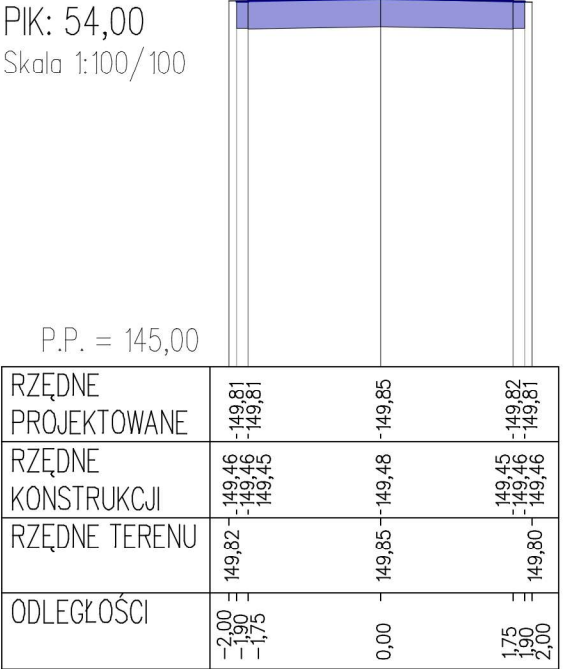 PIK: 54,00
Skala 1:100/100
P.P. = 145,00
RZĘDNE
PROJEKTOWANE
149,81
149,81
149,85
149,82
149,81
RZĘDNE
KONSTRUKCJI
149,46
149,46
149,45
149,48
149,45
149,46
149,46
RZĘDNE TERENU
149,82
149,85
149,80
ODLEGŁOŚCI
-2,00
-1,90
-1,75
0,00
1,75
1,90
2,00